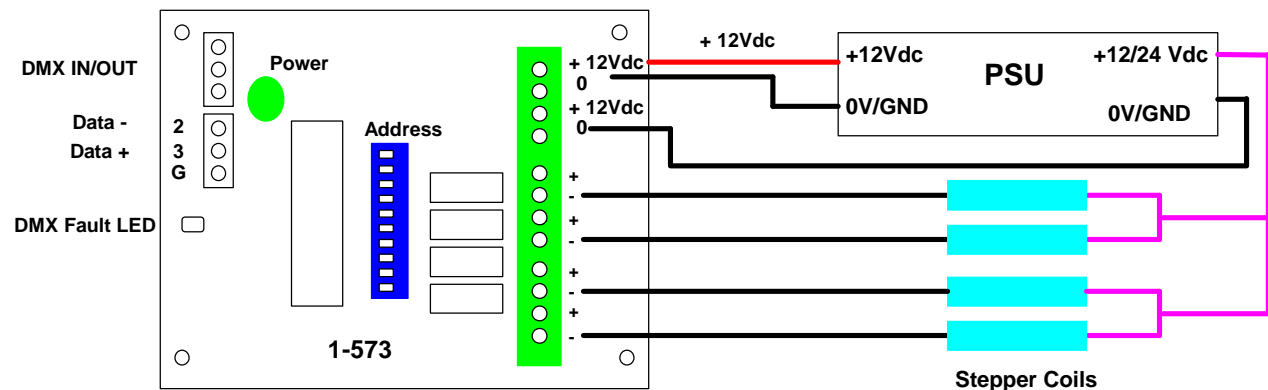 DMX IN/OUT
Power
Data - 2
Data + 3
G
DMX Fault LED
Address
1-573
+ 12Vdc
0
+ 12Vdc
0
+
-
+
-
+
-
+
-
+ 12Vdc
+12Vdc
PSU
+12/24 Vdc
0V/GND
0V/GND
Stepper Coils